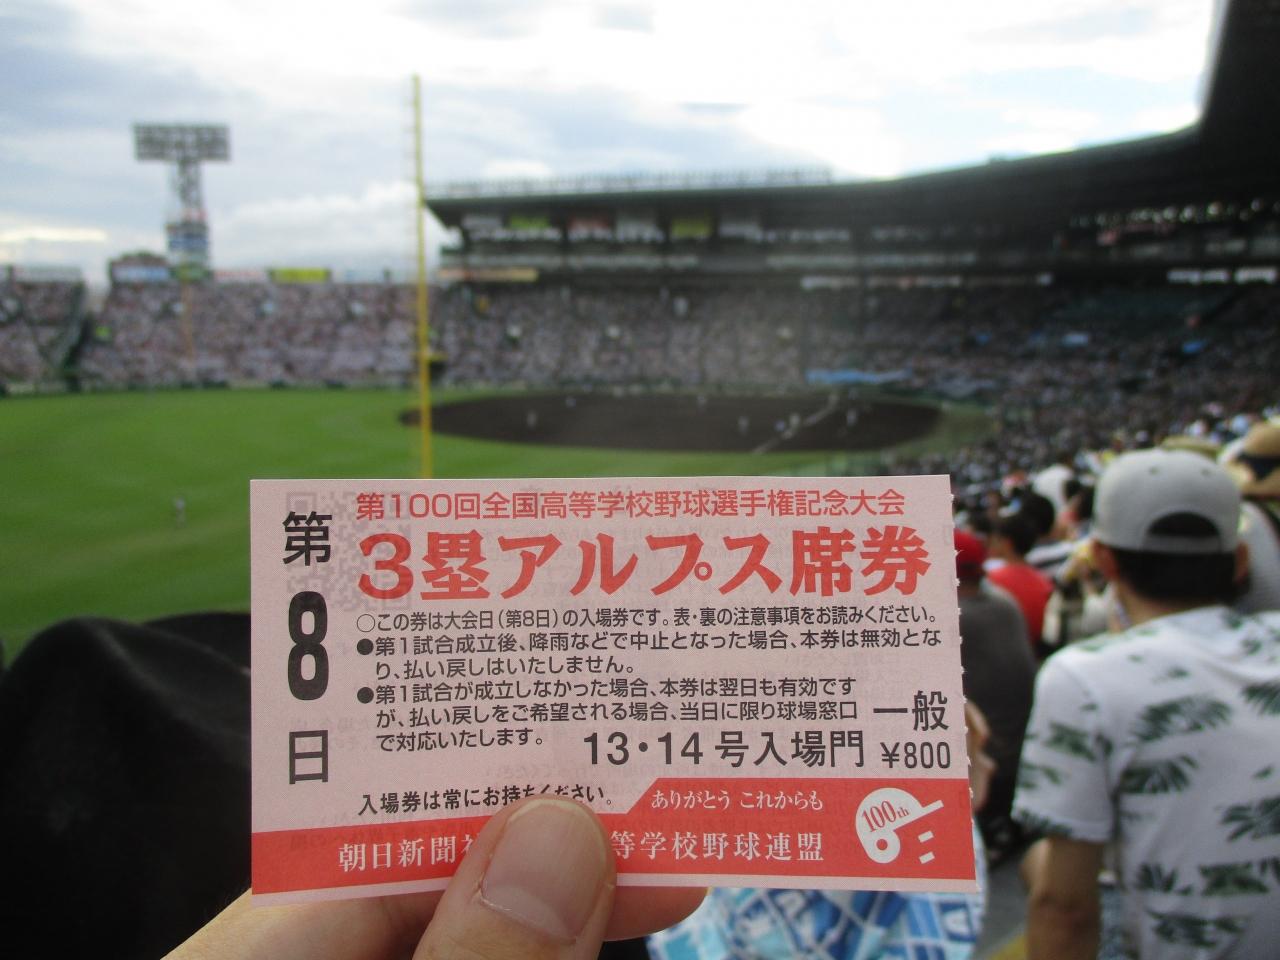 第100回全国高等学校野球選手権記念大会
第8日
3塁アルプス席券
○この券は大会日(第8日)の入場券です。表・裏の注意事項をお読みください。
●第1試合成立後、降雨などで中止となった場合、本券は無効とな
り、払い戻しはいたしません。
●第1試合が成立しなかった場合、本券は翌日も有効です
が、払い戻しをご希望される場合、当日に限り球場窓口
で対応いたします。
一般
13・14号入場門 ¥800
入場券は常にお持ちください。
ありがとう これからも
100th
朝日新聞社 等学校野球連盟